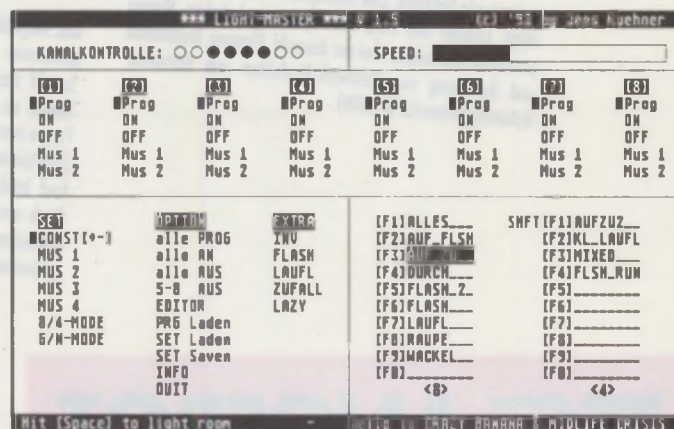 *** LIGHT-MASTER *** V 1.5 (c) '92 by Jens Kuehner
KANALKONTROLLE: SPEED:
[1] [2] [3] [4] [5] [6] [7] [8]
Prog Prog Prog Prog Prog Prog Prog Prog
ON ON ON ON ON ON ON ON
OFF OFF OFF OFF OFF OFF OFF OFF
Mus 1 Mus 1 Mus 1 Mus 1 Mus 1 Mus 1 Mus 1 Mus 1
Mus 2 Mus 2 Mus 2 Mus 2 Mus 2 Mus 2 Mus 2 Mus 2
SET
CONST[+-]
MUS 1
MUS 2
MUS 3
MUS 4
8/4-MODE
G/N-MODE
OPTION
alle PROG
alle AN
alle AUS
5-8 AUS
EDITOR
PRG Laden
SET Laden
SET Saven
INFO
QUIT
EXTRA
INV
FLASH
LAUFL
ZUFALL
LAZY
[F1]ALLES___
[F2]AUF_FLSH
[F3]AUF_ZU__
[F4]DURCH___
[F5]FLASH_2_
[F6]FLASH___
[F7]LAUFL___
[F8]RAUPE___
[F9]WACKEL__
[F0]________
<8>
SHFT[F1]AUFZUZ__
[F2]KL_LAUFL
[F3]MIXED___
[F4]FLSH_RUN
[F5]________
[F6]________
[F7]________
[F8]________
[F9]________
[F0]________
<4>
Hit [Space] to light room - Hello to CRAZY BANANA & MIDLIFE CRISIS